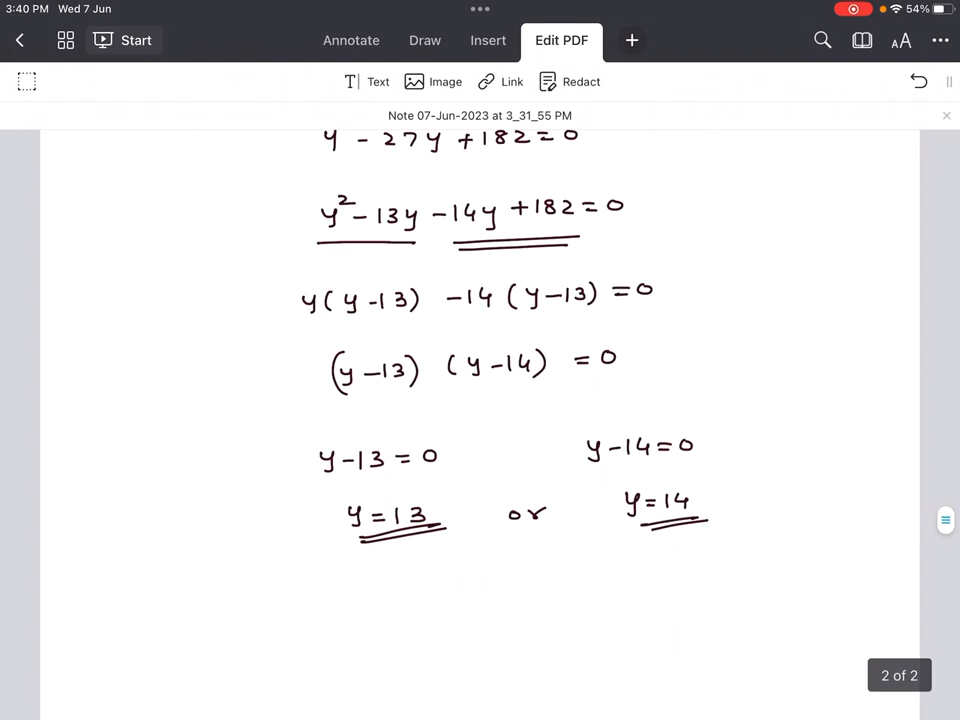 3:40 PM Wed 7 Jun
54%
Start
Annotate Draw Insert Edit PDF
Text Image Link Redact
Note 07-Jun-2023 at 3_31_55 PM
y - 27y + 182 = 0
y² - 13y - 14y + 182 = 0
y(y - 13) - 14(y - 13) = 0
(y - 13) (y - 14) = 0
y - 13 = 0 y - 14 = 0
y = 13 or y = 14
2 of 2